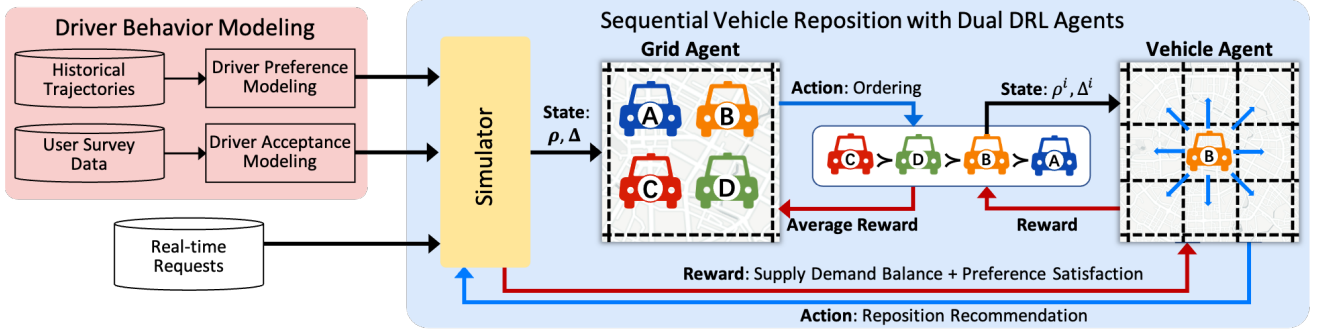 Driver Behavior Modeling
Historical
Trajectories
Driver Preference
Modeling
User Survey
Data
Driver Acceptance
Modeling
Real-time
Requests
Simulator
Sequential Vehicle Reposition with Dual DRL Agents
State:
ρ, Δ
Grid Agent
A
B
C
D
Action: Ordering
C ≻ D ≻ B ≻ A
Average Reward
State: ρⁱ, Δⁱ
Reward
Vehicle Agent
B
Reward: Supply Demand Balance + Preference Satisfaction
Action: Reposition Recommendation